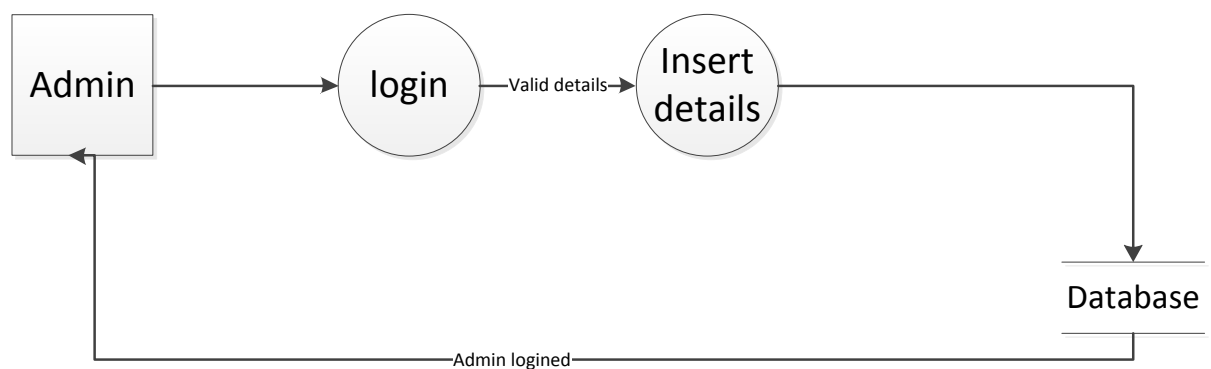 Admin
login
Valid details
Insert
details
Database
Admin logined